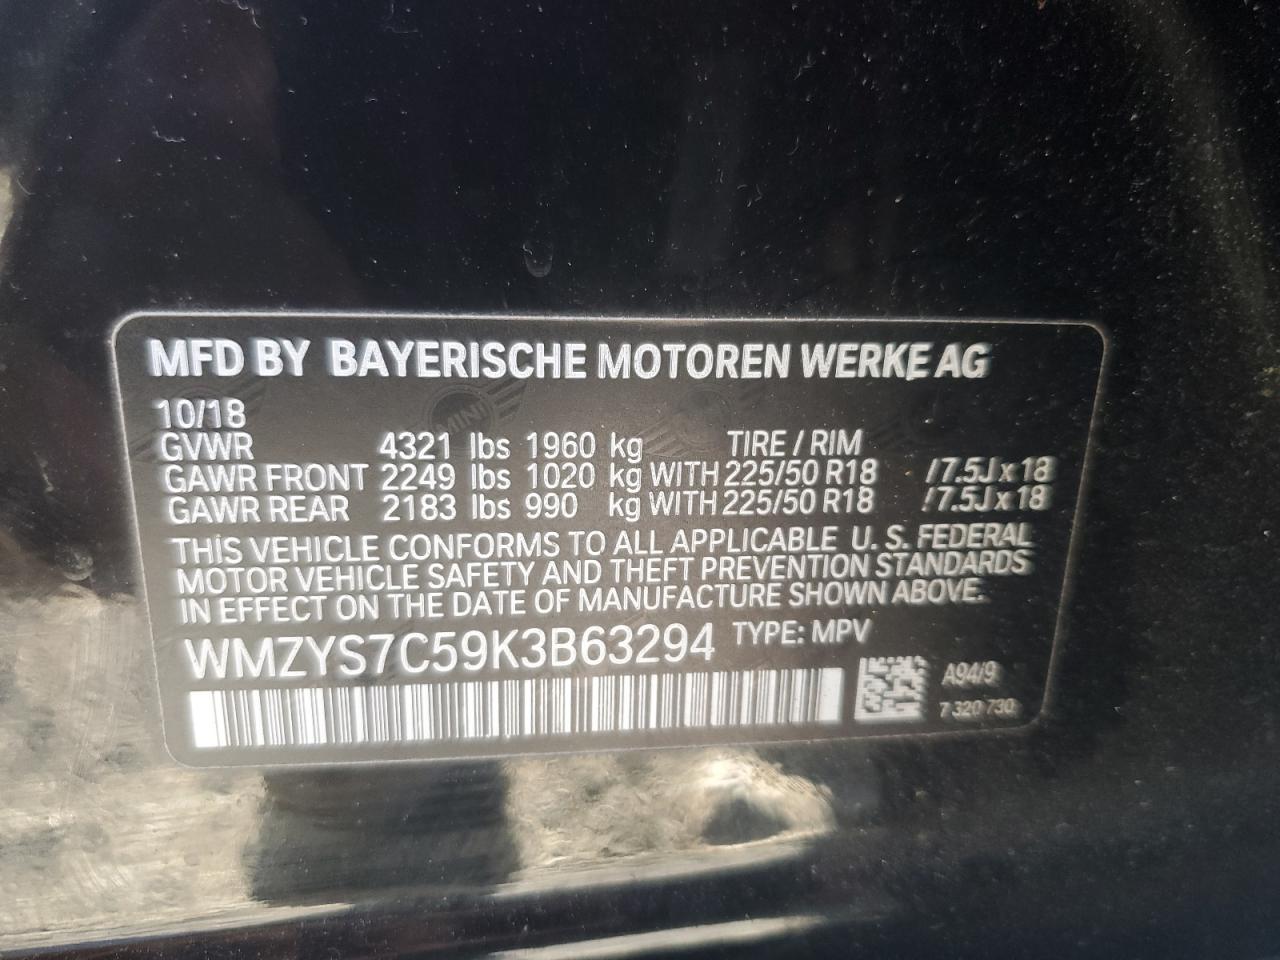 MFD BY BAYERISCHE MOTOREN WERKE AG
MINI
10/18
GVWR 4321 lbs 1960 kg TIRE / RIM
GAWR FRONT 2249 lbs 1020 kg WITH 225/50 R18 /7.5J x 18
GAWR REAR 2183 lbs 990 kg WITH 225/50 R18 /7.5J x 18
THIS VEHICLE CONFORMS TO ALL APPLICABLE U. S. FEDERAL
MOTOR VEHICLE SAFETY AND THEFT PREVENTION STANDARDS
IN EFFECT ON THE DATE OF MANUFACTURE SHOWN ABOVE.
WMZYS7C59K3B63294 TYPE: MPV
A94/9
7 320 730